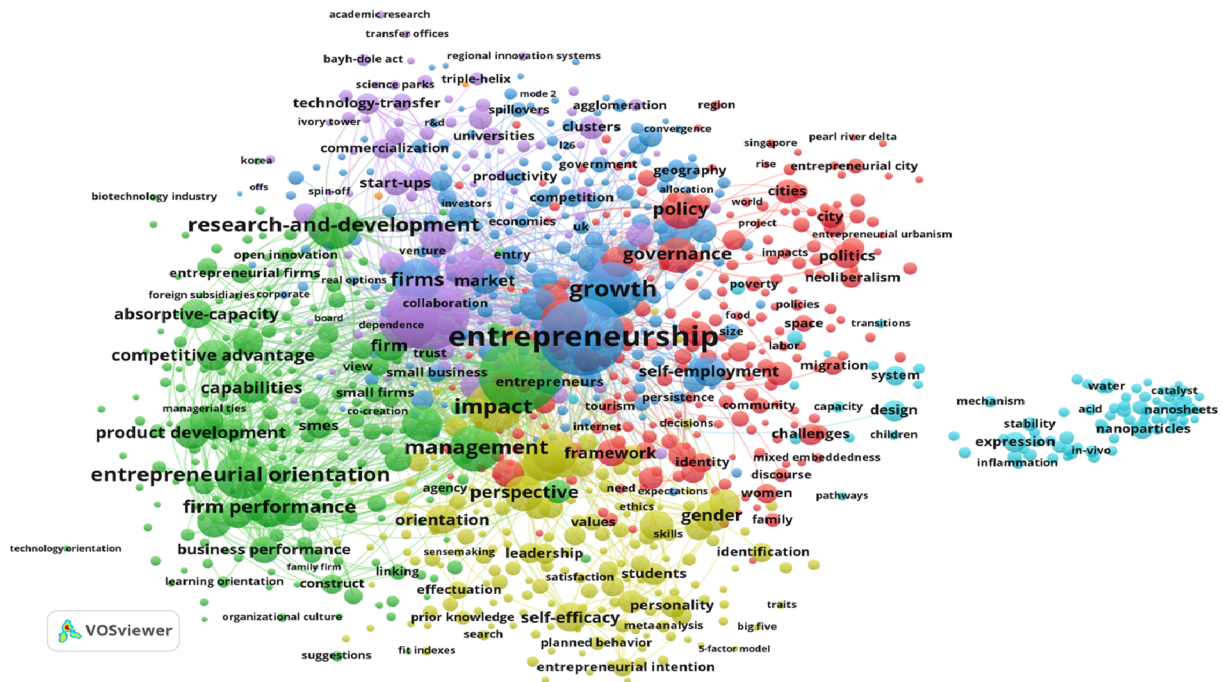 academic research
transfer offices
bayh-dole act
regional innovation systems
science parks
triple-helix
technology-transfer
mode 2
spillovers
agglomeration
region
ivory tower
r&d
universities
clusters
convergence
commercialization
l26
singapore
pearl river delta
korea
government
geography
rise
entrepreneurial city
offs
spin-off
start-ups
productivity
allocation
cities
biotechnology industry
investors
competition
policy
world
research-and-development
economics
uk
project
city
entrepreneurial urbanism
open innovation
venture
entry
governance
impacts
politics
entrepreneurial firms
real options
firms
market
growth
poverty
neoliberalism
foreign subsidiaries
corporate
collaboration
policies
absorptive-capacity
board
dependence
entrepreneurship
food
size
space
transitions
competitive advantage
firm
trust
labor
view
small business
self-employment
migration
system
capabilities
small firms
entrepreneurs
persistence
managerial ties
co-creation
impact
tourism
community
capacity
design
product development
smes
internet
decisions
challenges
children
management
framework
mixed embeddedness
entrepreneurial orientation
identity
discourse
agency
perspective
need
expectations
women
pathways
firm performance
orientation
ethics
values
gender
family
skills
technology orientation
business performance
sensemaking
leadership
identification
family firm
linking
satisfaction
students
learning orientation
construct
effectuation
personality
traits
organizational culture
prior knowledge
self-efficacy
metaanalysis
big five
search
planned behavior
suggestions
fit indexes
5-factor model
entrepreneurial intention
water
catalyst
mechanism
acid
nanosheets
stability
nanoparticles
expression
in-vivo
inflammation
VOSviewer